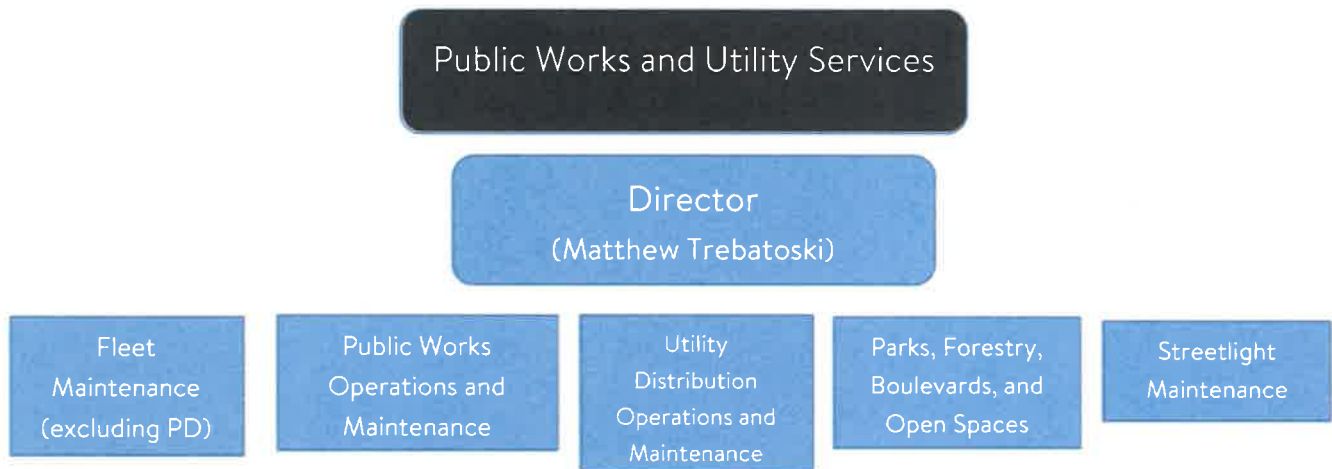 Public Works and Utility Services
Director
(Matthew Trebatoski)
Fleet
Maintenance
(excluding PD)
Public Works
Operations and
Maintenance
Utility
Distribution
Operations and
Maintenance
Parks, Forestry,
Boulevards, and
Open Spaces
Streetlight
Maintenance